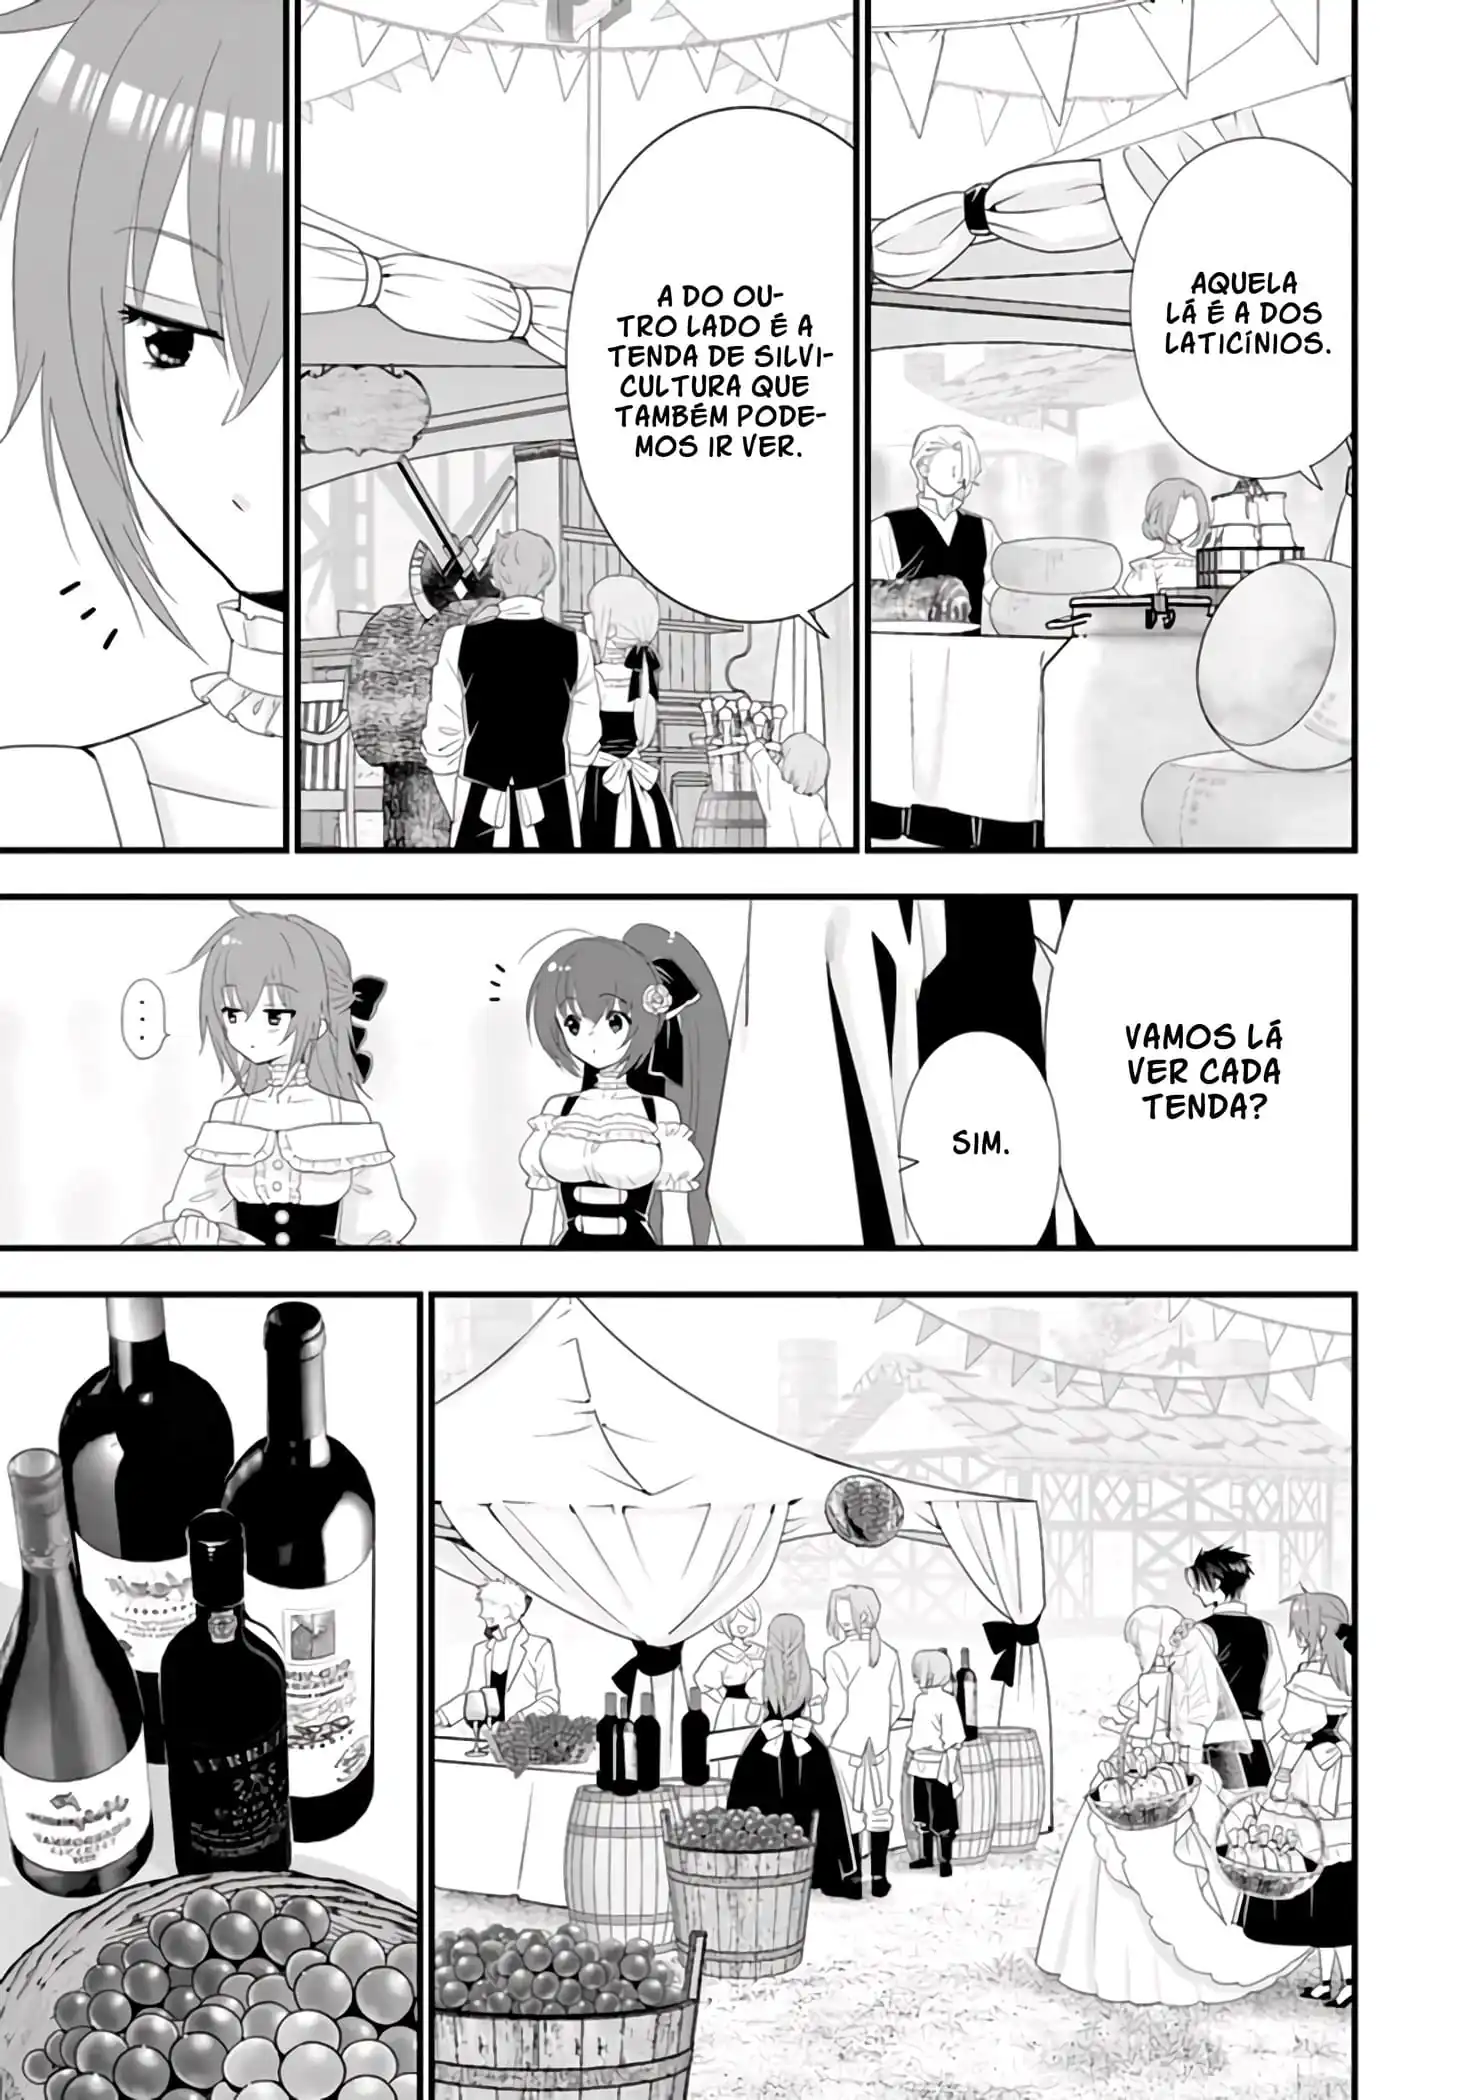 AQUELA
LÁ É A DOS
LATICÍNIOS.
A DO OU-
TRO LADO É A
TENDA DE SILVI-
CULTURA QUE
TAMBÉM PODE-
MOS IR VER.
VAMOS LÁ
VER CADA
TENDA?
SIM.
...